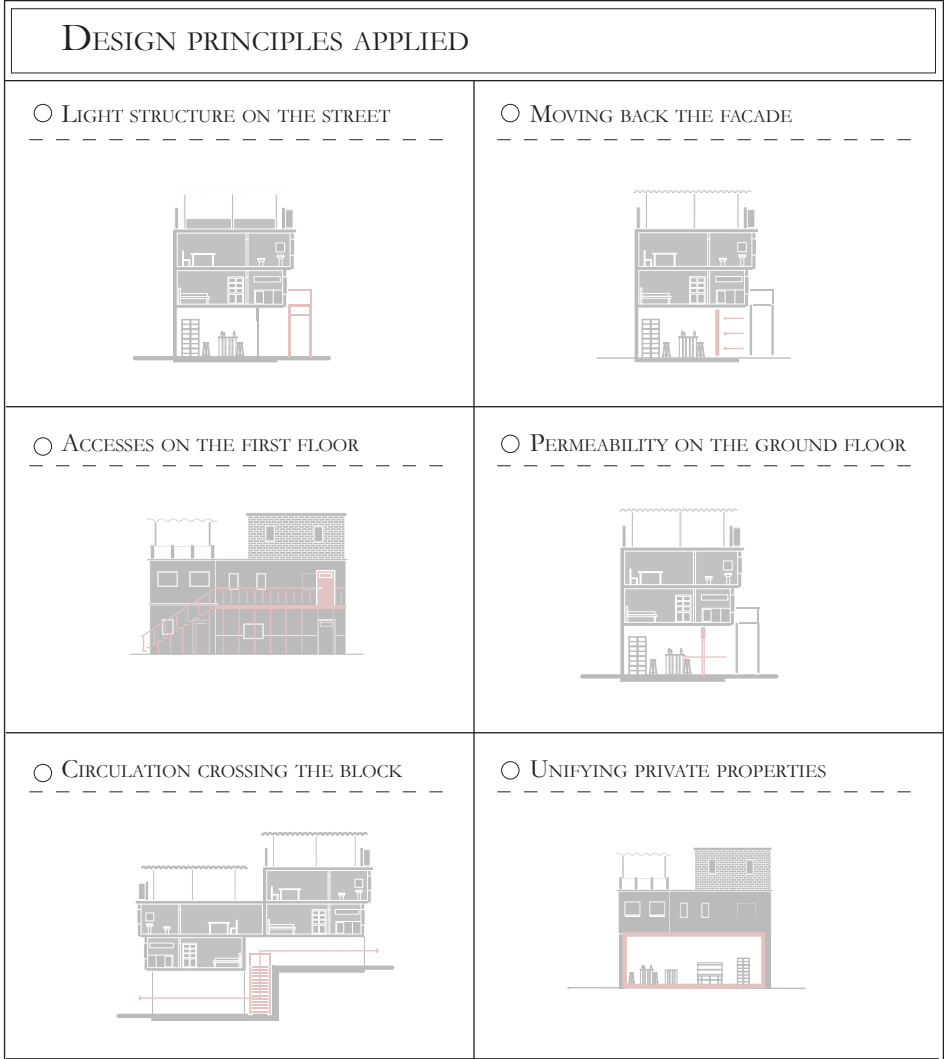 Design principles applied
Light structure on the street
Moving back the facade
Accesses on the first floor
Permeability on the ground floor
Circulation crossing the block
Unifying private properties